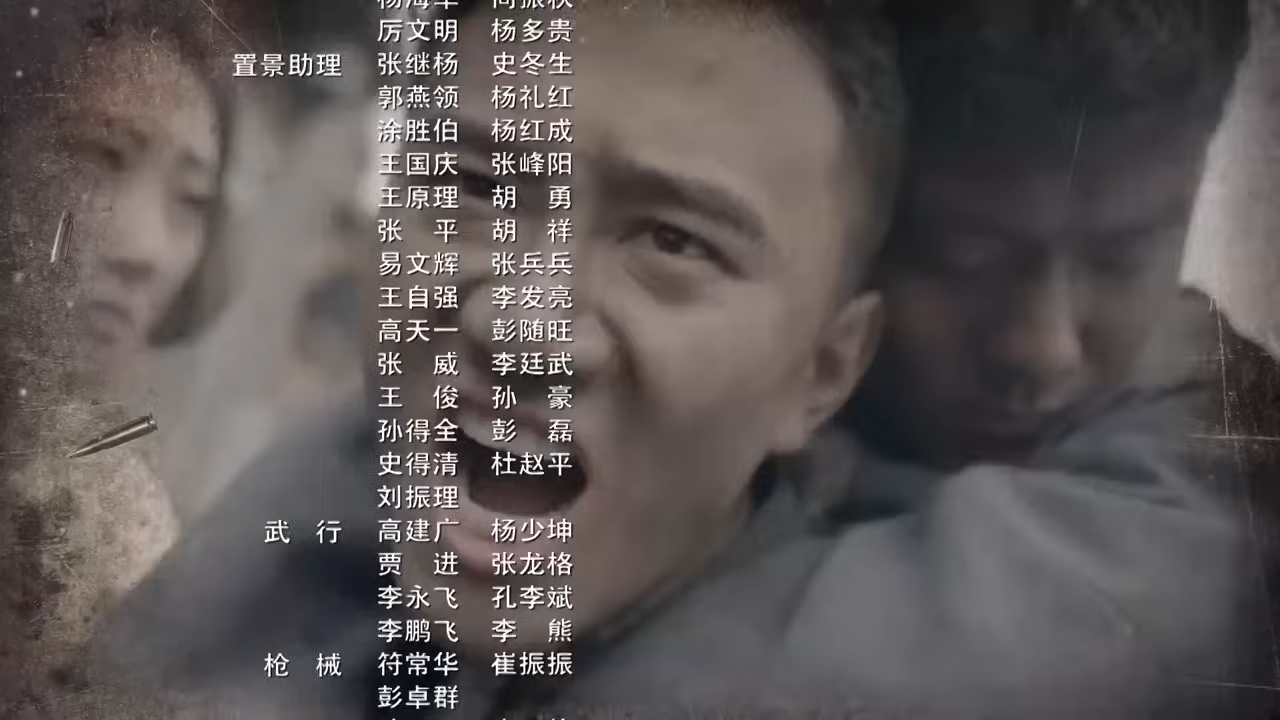 厉文明 杨多贵
置景助理 张继杨 史冬生
郭燕领 杨礼红
涂胜伯 杨红成
王国庆 张峰阳
王原理 胡 勇
张 平 胡 祥
易文辉 张兵兵
王自强 李发亮
高天一 彭随旺
张 威 李廷武
王 俊 孙 豪
孙得全 彭 磊
史得清 杜赵平
刘振理
武 行 高建广 杨少坤
贾 进 张龙格
李永飞 孔李斌
李鹏飞 李 熊
枪 械 符常华 崔振振
彭卓群